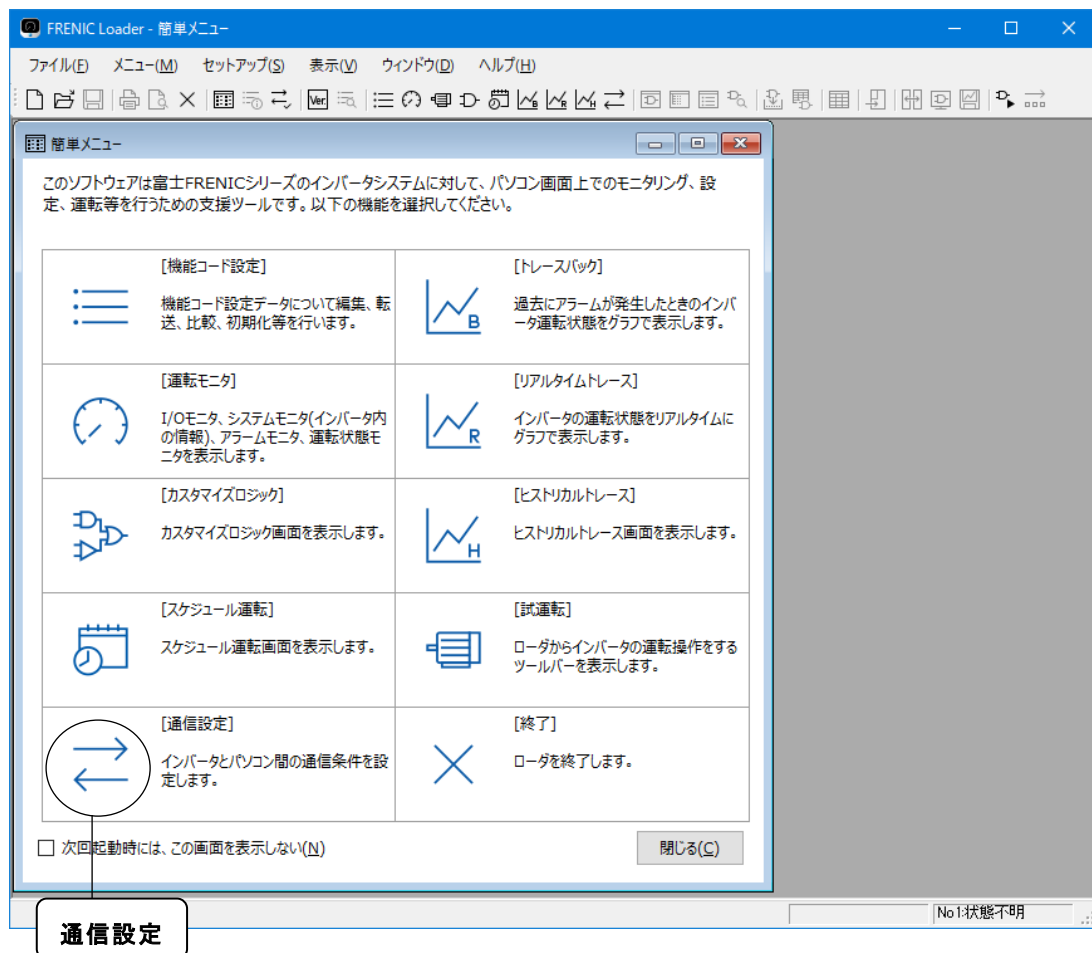 FRENIC Loader - 簡単メニュー
ファイル(F) メニュー(M) セットアップ(S) 表示(V) ウィンドウ(D) ヘルプ(H)
Ver.
B R H
簡単メニュー
このソフトウェアは富士FRENICシリーズのインバータシステムに対して、パソコン画面上でのモニタリング、設
定、運転等を行うための支援ツールです。以下の機能を選択してください。
[機能コード設定]
機能コード設定データについて編集、転
送、比較、初期化等を行います。
[トレースバック]
過去にアラームが発生したときのインバ
ータ運転状態をグラフで表示します。
B
[運転モニタ]
I/Oモニタ、システムモニタ(インバータ内
の情報)、アラームモニタ、運転状態モ
ニタを表示します。
[リアルタイムトレース]
インバータの運転状態をリアルタイムに
グラフで表示します。
R
[カスタマイズロジック]
カスタマイズロジック画面を表示します。
[ヒストリカルトレース]
ヒストリカルトレース画面を表示します。
H
[スケジュール運転]
スケジュール運転画面を表示します。
[試運転]
ローダからインバータの運転操作をする
ツールバーを表示します。
[通信設定]
インバータとパソコン間の通信条件を設
定します。
[終了]
ローダを終了します。
次回起動時には、この画面を表示しない(N)
閉じる(C)
No1:状態不明
通信設定